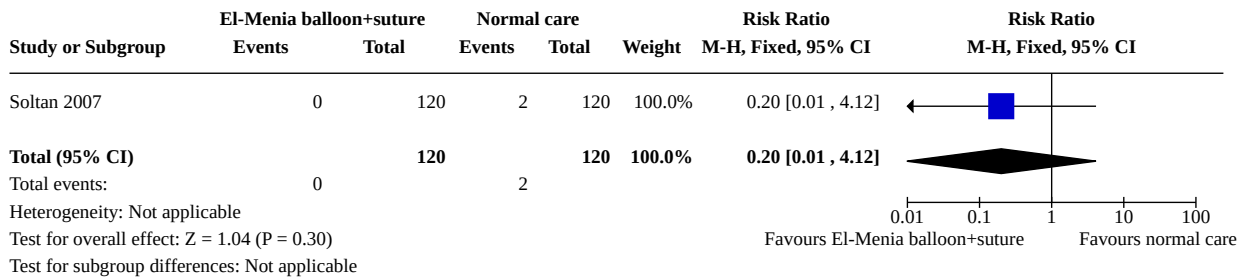 El-Menia balloon+suture Normal care Risk Ratio Risk Ratio
Study or Subgroup Events Total Events Total Weight M-H, Fixed, 95% CI M-H, Fixed, 95% CI
Soltan 2007 0 120 2 120 100.0% 0.20 [0.01 , 4.12]
Total (95% CI) 120 120 100.0% 0.20 [0.01 , 4.12]
Total events: 0 2
Heterogeneity: Not applicable 0.01 0.1 1 10 100
Test for overall effect: Z = 1.04 (P = 0.30) Favours El-Menia balloon+suture Favours normal care
Test for subgroup differences: Not applicable